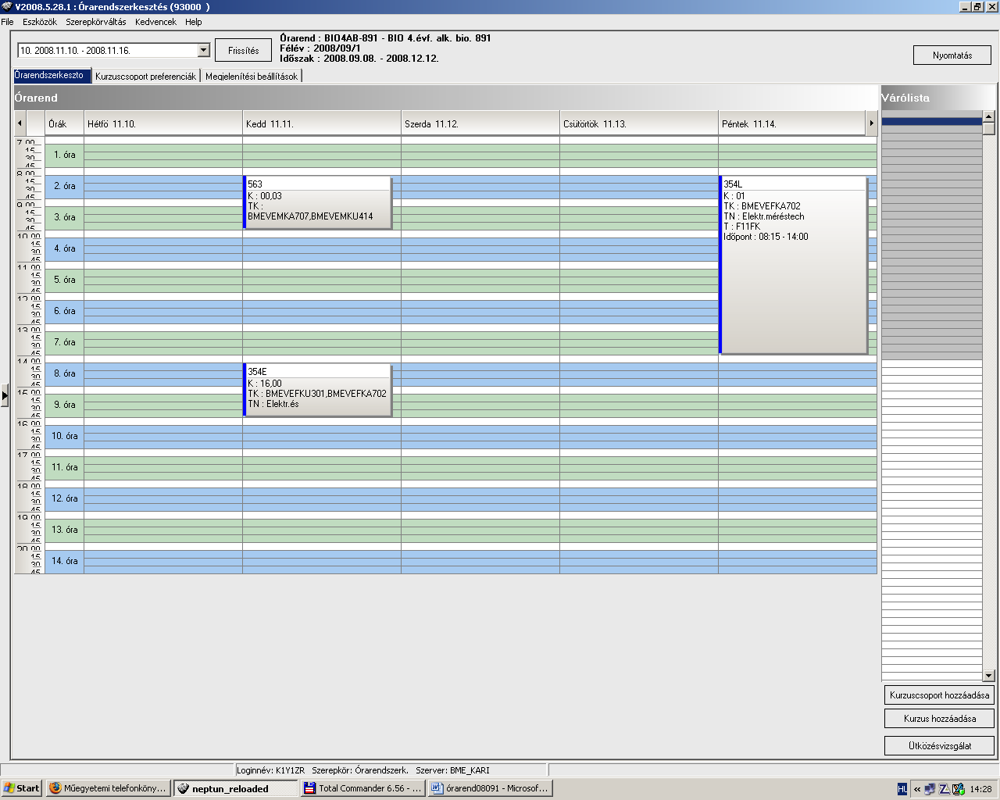 V2008.5.28.1 : Órarendszerkesztés (93000 )
File Eszközök Szerepkörváltás Kedvencek Help
10. 2008.11.10. - 2008.11.16.
Frissítés
Órarend : BIO4AB-891 - BIO 4.évf. alk. bio. 891
Félév : 2008/09/1
Időszak : 2008.09.08. - 2008.12.12.
Nyomtatás
Órarendszerkeszto Kurzuscsoport preferenciák Megjelenítési beállítások
Órarend
Várólista
Órák Hétfő 11.10. Kedd 11.11. Szerda 11.12. Csütörtök 11.13. Péntek 11.14.
7 00
15
30
45
1. óra
8 00
15
30
45
2. óra
9 00
15
30
45
3. óra
10 00
15
30
45
4. óra
11 00
15
30
45
5. óra
12 00
15
30
45
6. óra
13 00
15
30
45
7. óra
14 00
15
30
45
8. óra
15 00
15
30
45
9. óra
16 00
15
30
45
10. óra
17 00
15
30
45
11. óra
18 00
15
30
45
12. óra
19 00
15
30
45
13. óra
20 00
15
30
45
14. óra
563
K : 00,03
TK :
BMEVEMKA707,BMEVEMKU414
354E
K : 16,00
TK : BMEVEFKU301,BMEVEFKA702
TN : Elektr.és
354L
K : 01
TK : BMEVEFKA702
TN : Elektr.méréstech
T : F11FK
Időpont : 08:15 - 14:00
Kurzuscsoport hozzáadása
Kurzus hozzáadása
Ütközésvizsgálat
Loginnév: K1Y1ZR Szerepkör: Órarendszerk. Szerver: BME_KARI
Start Műegyetemi telefonköny... neptun_reloaded Total Commander 6.56 - ... órarend08091 - Microsof... HU « 14:28